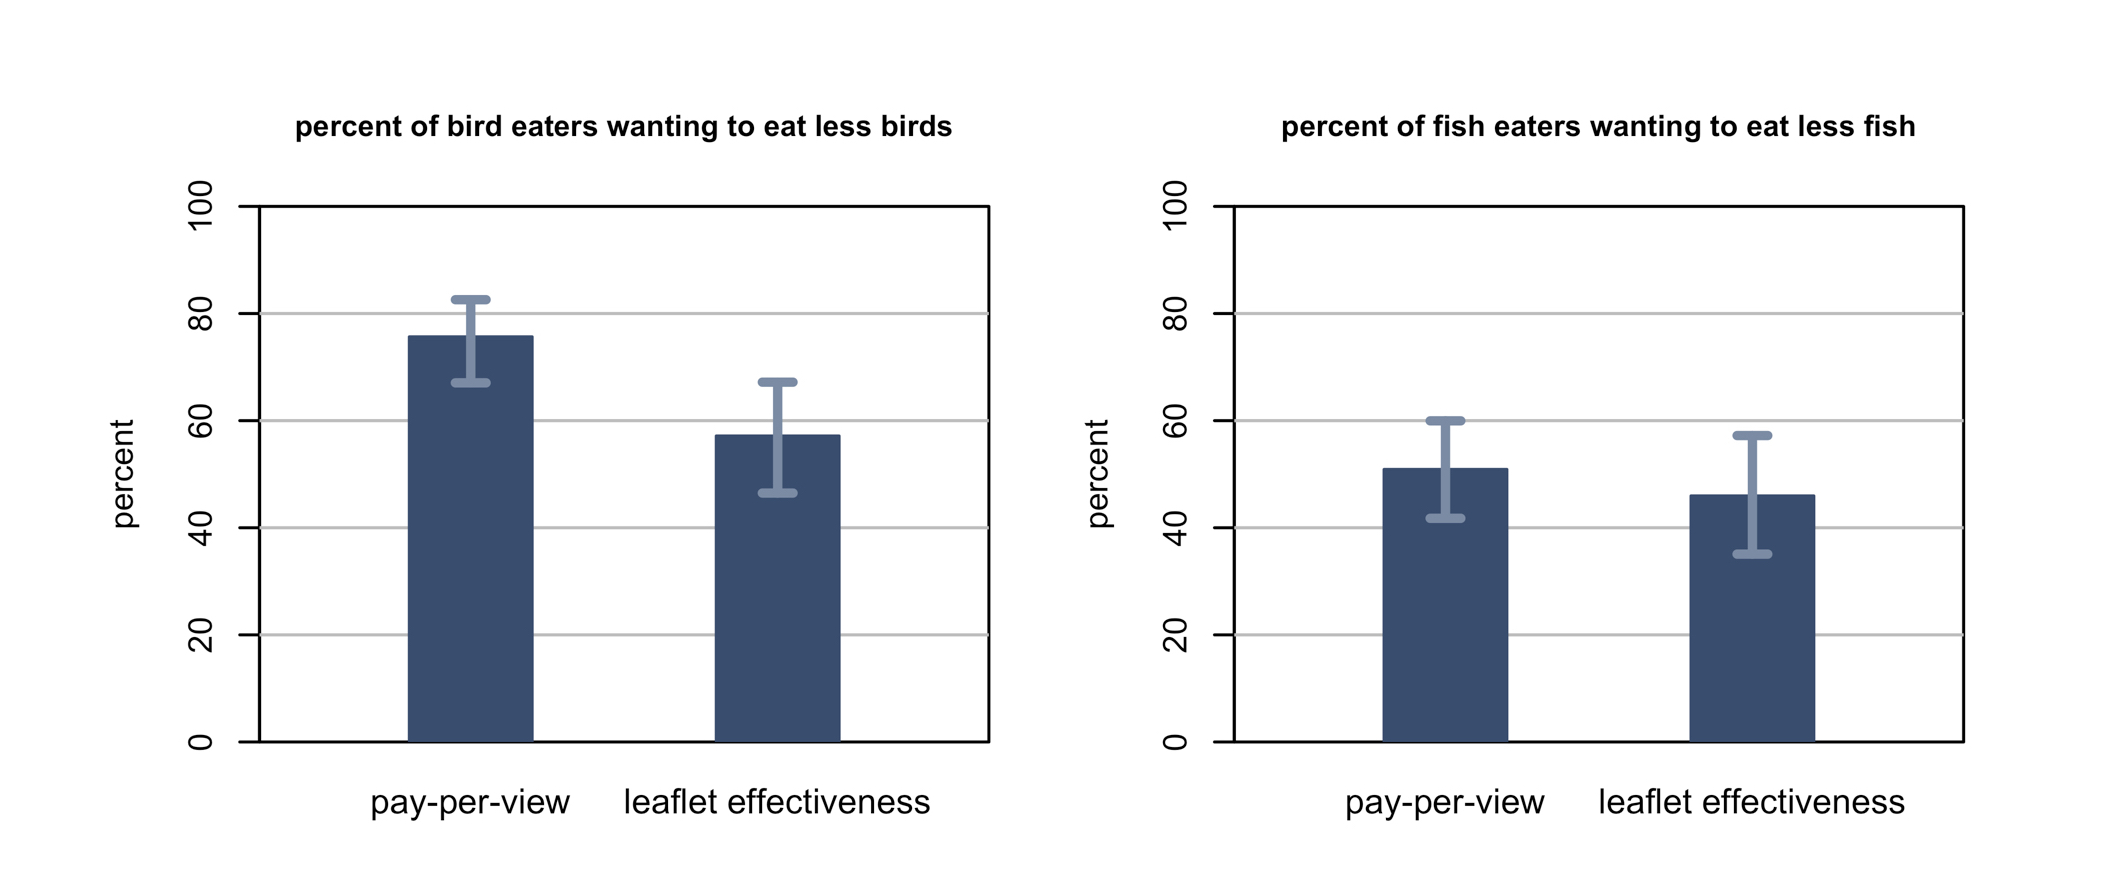 percent of bird eaters wanting to eat less birds
percent
100
80
60
40
20
0
pay-per-view leaflet effectiveness
percent of fish eaters wanting to eat less fish
percent
100
80
60
40
20
0
pay-per-view leaflet effectiveness